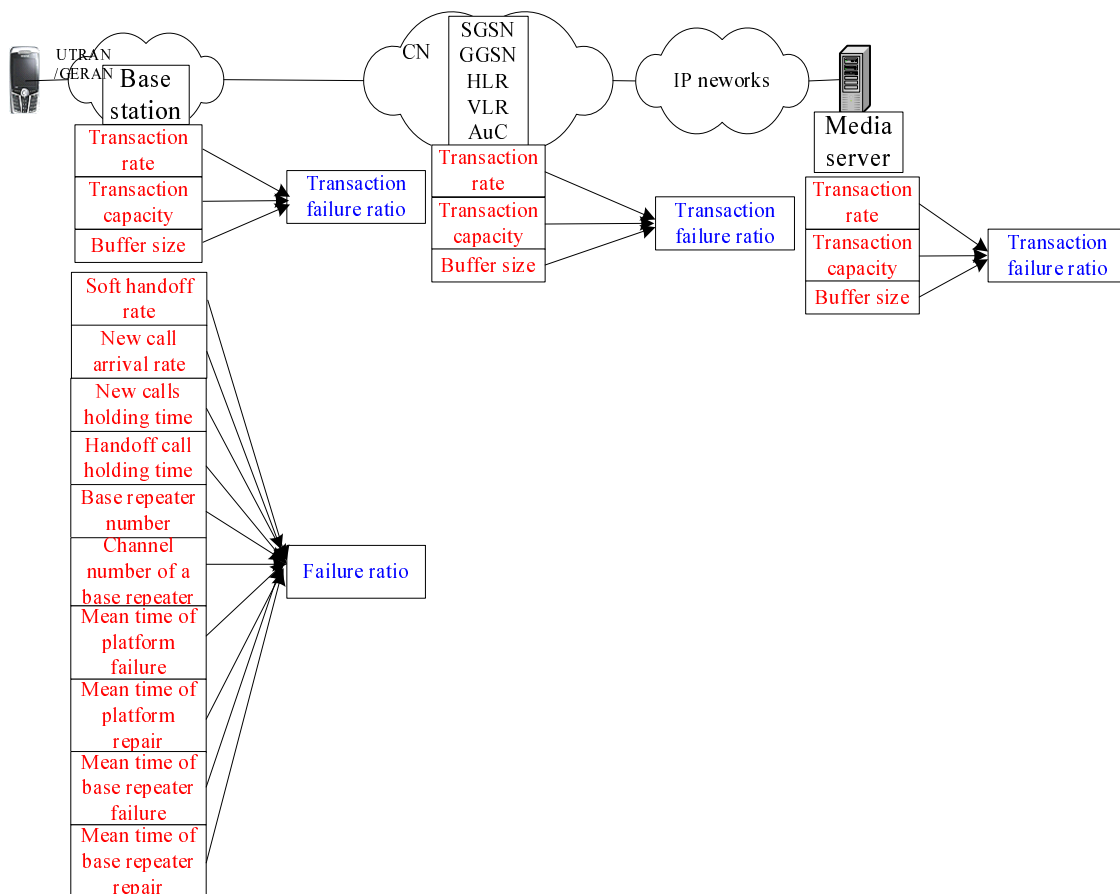 UTRAN
/GERAN
Base
station
CN
SGSN
GGSN
HLR
VLR
AuC
IP neworks
Media
server
Transaction
rate
Transaction
capacity
Buffer size
Transaction
failure ratio
Transaction
rate
Transaction
capacity
Buffer size
Transaction
failure ratio
Transaction
rate
Transaction
capacity
Buffer size
Transaction
failure ratio
Soft handoff
rate
New call
arrival rate
New calls
holding time
Handoff call
holding time
Base repeater
number
Channel
number of a
base repeater
Mean time of
platform
failure
Mean time of
platform
repair
Mean time of
base repeater
failure
Mean time of
base repeater
repair
Failure ratio